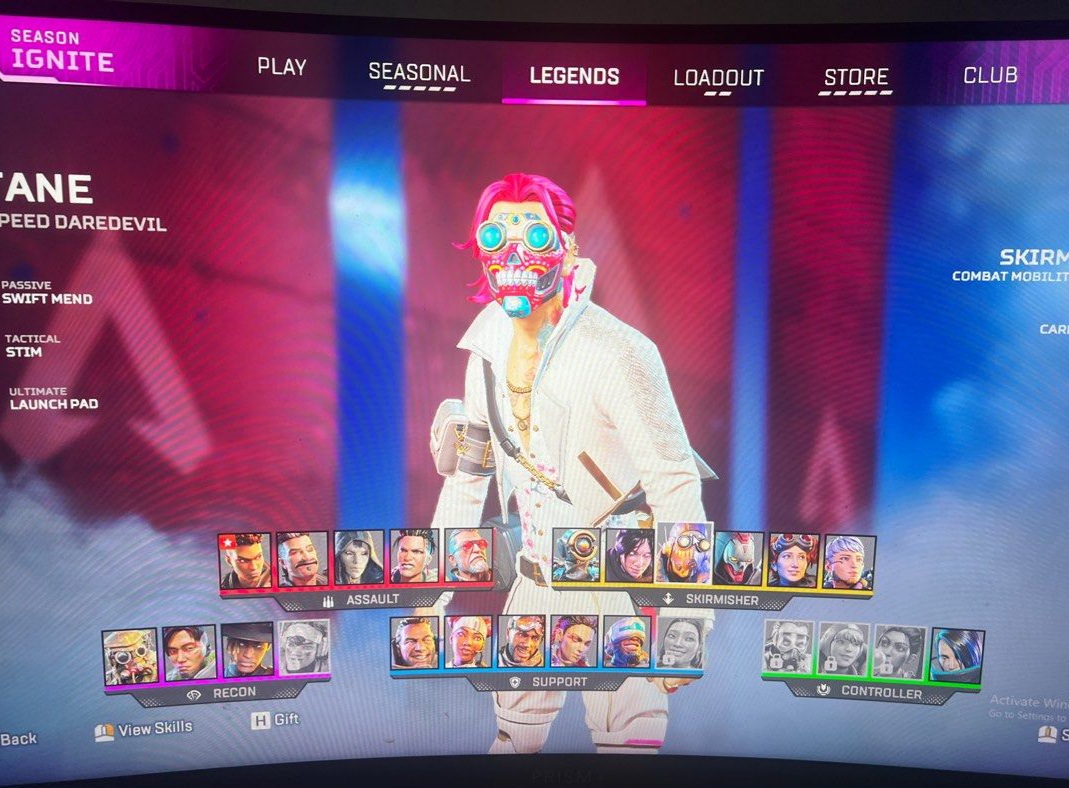 SEASON
IGNITE
PLAY
SEASONAL
LEGENDS
LOADOUT
STORE
CLUB
TANE
PEED DAREDEVIL
PASSIVE
SWIFT MEND
TACTICAL
STIM
ULTIMATE
LAUNCH PAD
SKIRM
COMBAT MOBILIT
CAR
ASSAULT
SKIRMISHER
RECON
SUPPORT
CONTROLLER
Back
View Skills
H Gift
Activate Win
Go to Settings to
S
PRISM+